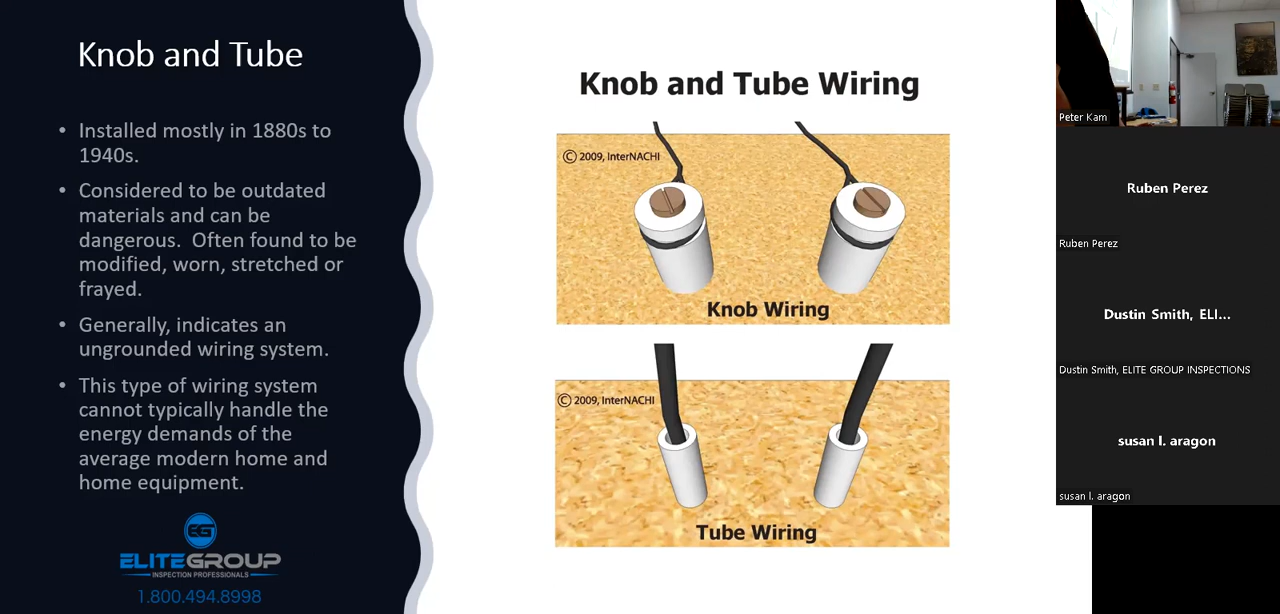 Knob and Tube
• Installed mostly in 1880s to
1940s.
• Considered to be outdated
materials and can be
dangerous.  Often found to be
modified, worn, stretched or
frayed.
• Generally, indicates an
ungrounded wiring system.
• This type of wiring system
cannot typically handle the
energy demands of the
average modern home and
home equipment.
EG
ELITEGROUP
INSPECTION PROFESSIONALS
1.800.494.8998
Knob and Tube Wiring
© 2009, InterNACHI
Knob Wiring
© 2009, InterNACHI
Tube Wiring
Peter Kam
Ruben Perez
Ruben Perez
Dustin Smith, ELI...
Dustin Smith, ELITE GROUP INSPECTIONS
susan l. aragon
susan l. aragon